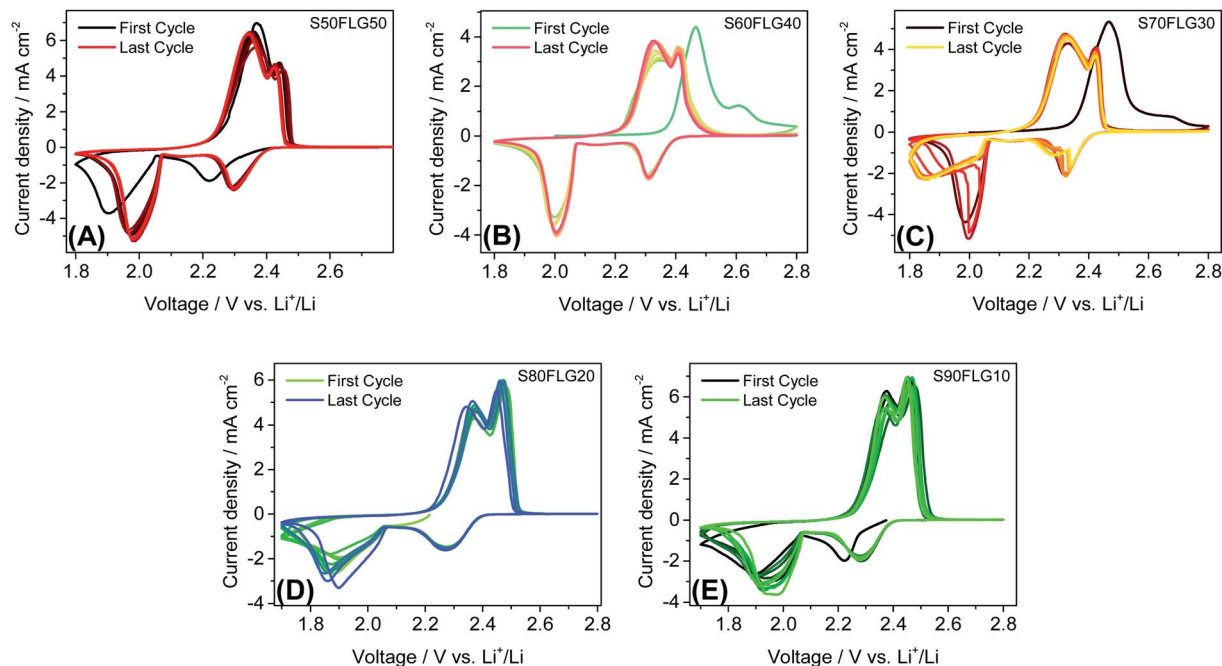 First Cycle
Last Cycle
S50FLG50
Current density / mA cm⁻²
6
4
2
0
-2
-4
(A)
1.8 2.0 2.2 2.4 2.6
Voltage / V vs. Li⁺/Li
First Cycle
Last Cycle
S60FLG40
Current density / mA cm⁻²
4
2
0
-2
-4
(B)
1.8 2.0 2.2 2.4 2.6 2.8
Voltage / V vs. Li⁺/Li
First Cycle
Last Cycle
S70FLG30
Current density / mA cm⁻²
4
2
0
-2
-4
(C)
1.8 2.0 2.2 2.4 2.6 2.8
Voltage / V vs. Li⁺/Li
First Cycle
Last Cycle
S80FLG20
Current density / mA cm⁻²
6
4
2
0
-2
-4
(D)
1.8 2.0 2.2 2.4 2.6 2.8
Voltage / V vs. Li⁺/Li
First Cycle
Last Cycle
S90FLG10
Current density / mA cm⁻²
6
4
2
0
-2
-4
(E)
1.8 2.0 2.2 2.4 2.6 2.8
Voltage / V vs. Li⁺/Li